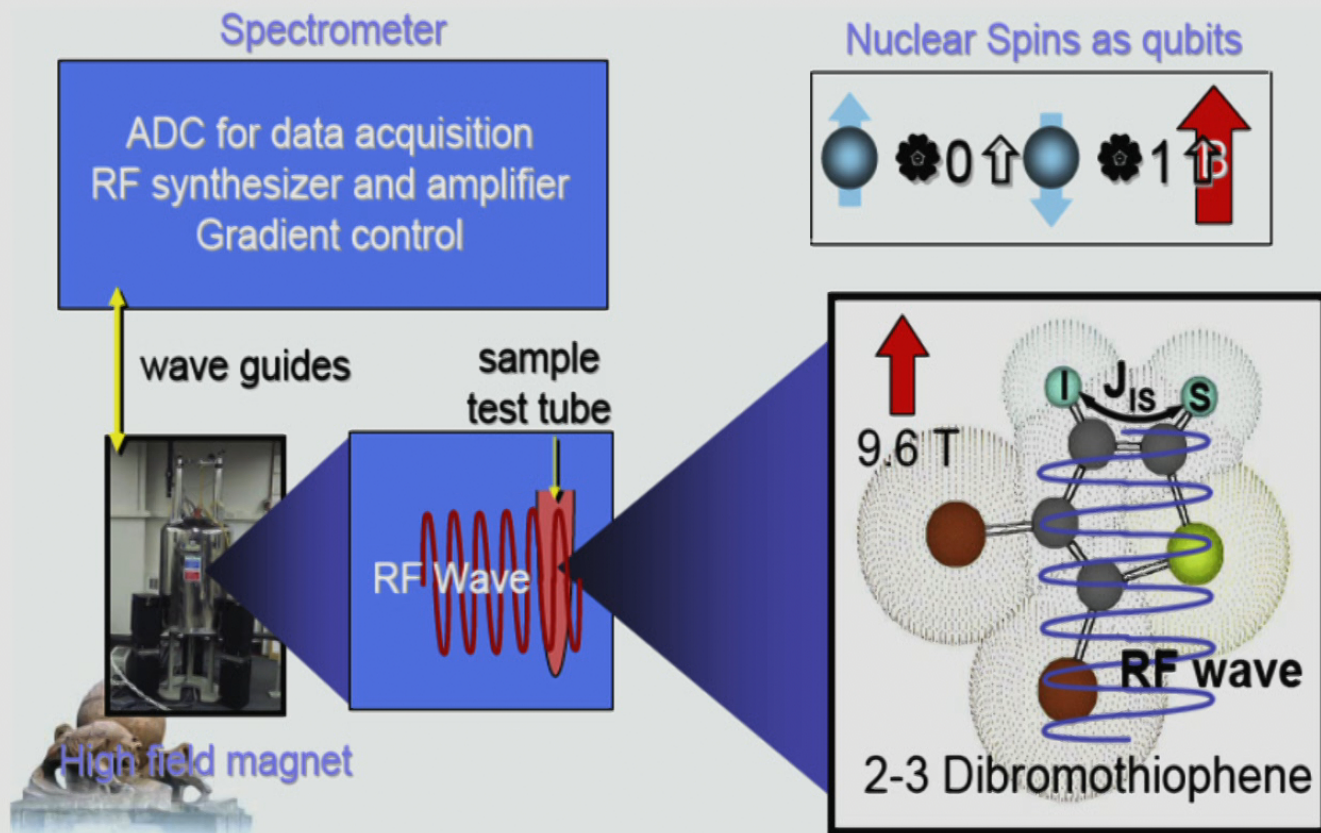 Spectrometer
ADC for data acquisition
RF synthesizer and amplifier
Gradient control
wave guides
sample
test tube
RF Wave
High field magnet
Nuclear Spins as qubits
0 1 B
9.6 T
I J_IS S
RF wave
2-3 Dibromothiophene